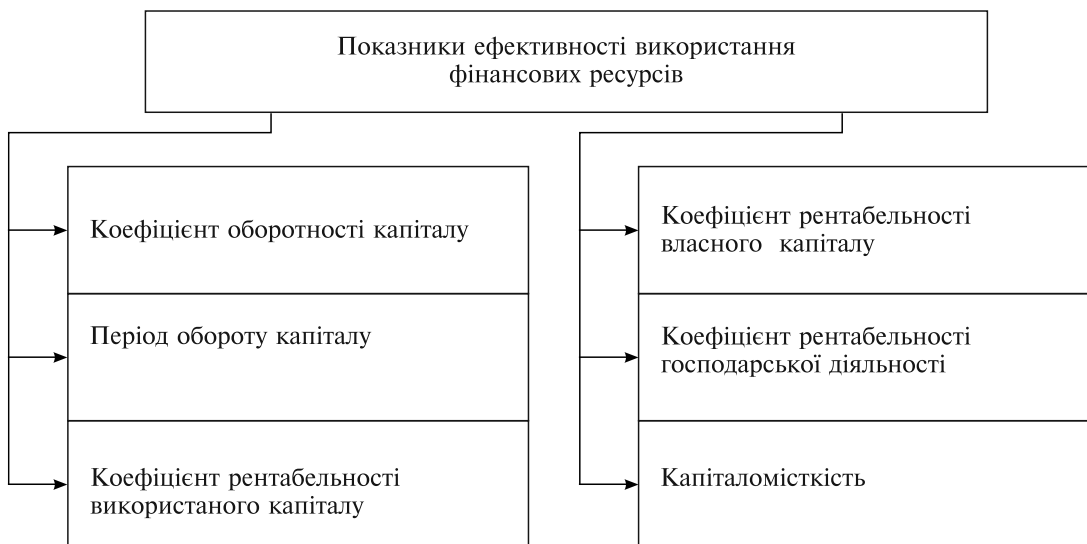 Показники ефективності використання
фінансових ресурсів
Коефіцієнт оборотності капіталу
Період обороту капіталу
Коефіцієнт рентабельності
використаного капіталу
Коефіцієнт рентабельності
власного капіталу
Коефіцієнт рентабельності
господарської діяльності
Капіталомісткість